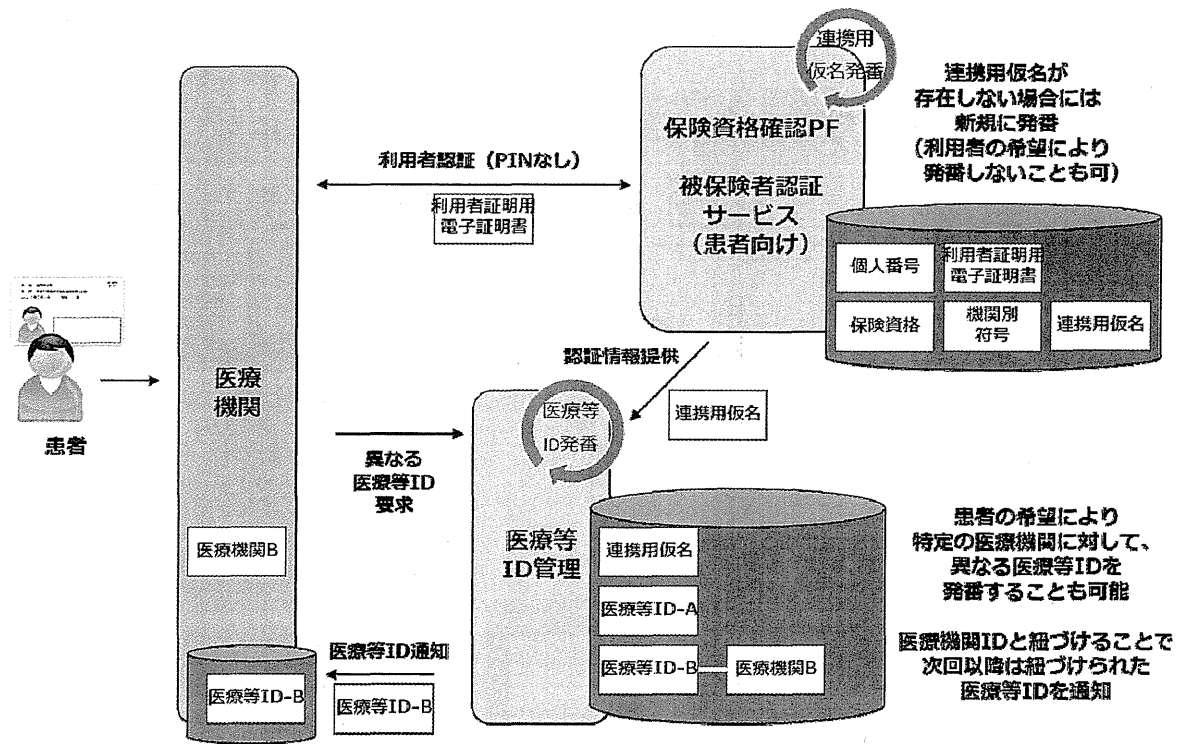 連携用
仮名発番
連携用仮名が
存在しない場合には
新規に発番
（利用者の希望により
発番しないことも可）
保険資格確認PF
被保険者認証
サービス
（患者向け）
利用者認証（PINなし）
利用者証明用
電子証明書
個人番号
利用者証明用
電子証明書
保険資格
機関別
符号
連携用仮名
患者
医療
機関
認証情報提供
連携用仮名
医療等
ID発番
異なる
医療等ID
要求
医療等
ID管理
医療機関B
連携用仮名
医療等ID-A
医療等ID-B
医療機関B
患者の希望により
特定の医療機関に対して、
異なる医療等IDを
発番することも可能
医療機関IDと紐づけることで
次回以降は紐づけられた
医療等IDを通知
医療等ID通知
医療等ID-B
医療等ID-B